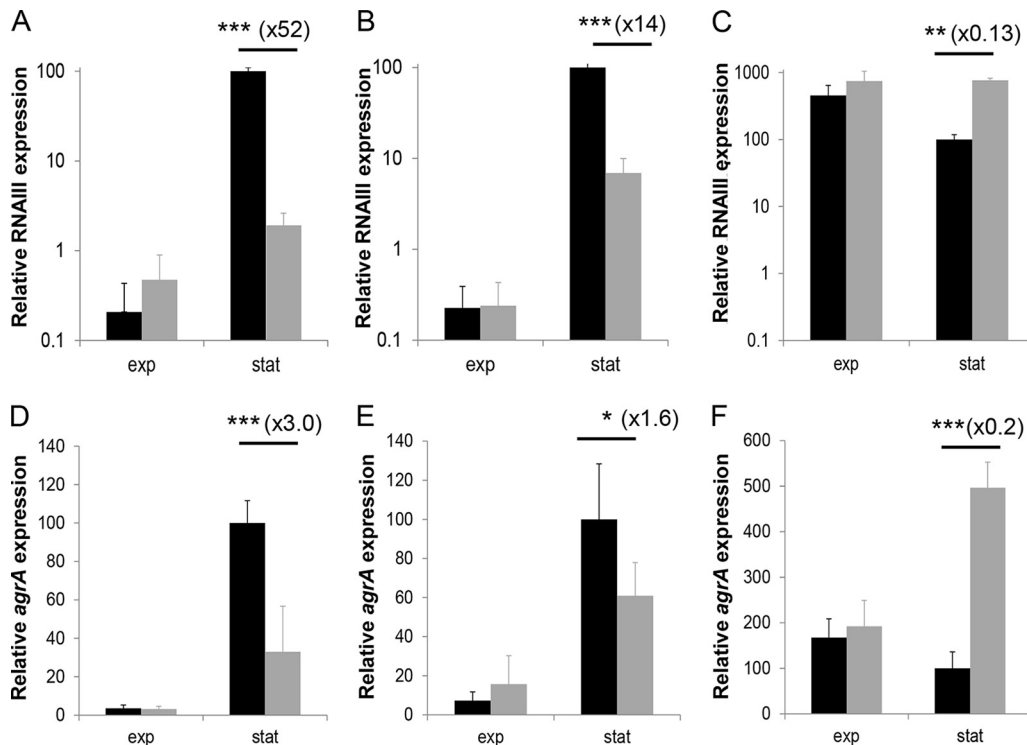 A
*** (x52)
Relative RNAIII expression
100
10
1
0.1
exp
stat
B
***(x14)
Relative RNAIII expression
100
10
1
0.1
exp
stat
C
**(x0.13)
Relative RNAIII expression
1000
100
10
1
0.1
exp
stat
D
***(x3.0)
Relative agrA expression
140
120
100
80
60
40
20
0
exp
stat
E
* (x1.6)
Relative agrA expression
140
120
100
80
60
40
20
0
exp
stat
F
***(x0.2)
Relative agrA expression
600
500
400
300
200
100
0
exp
stat